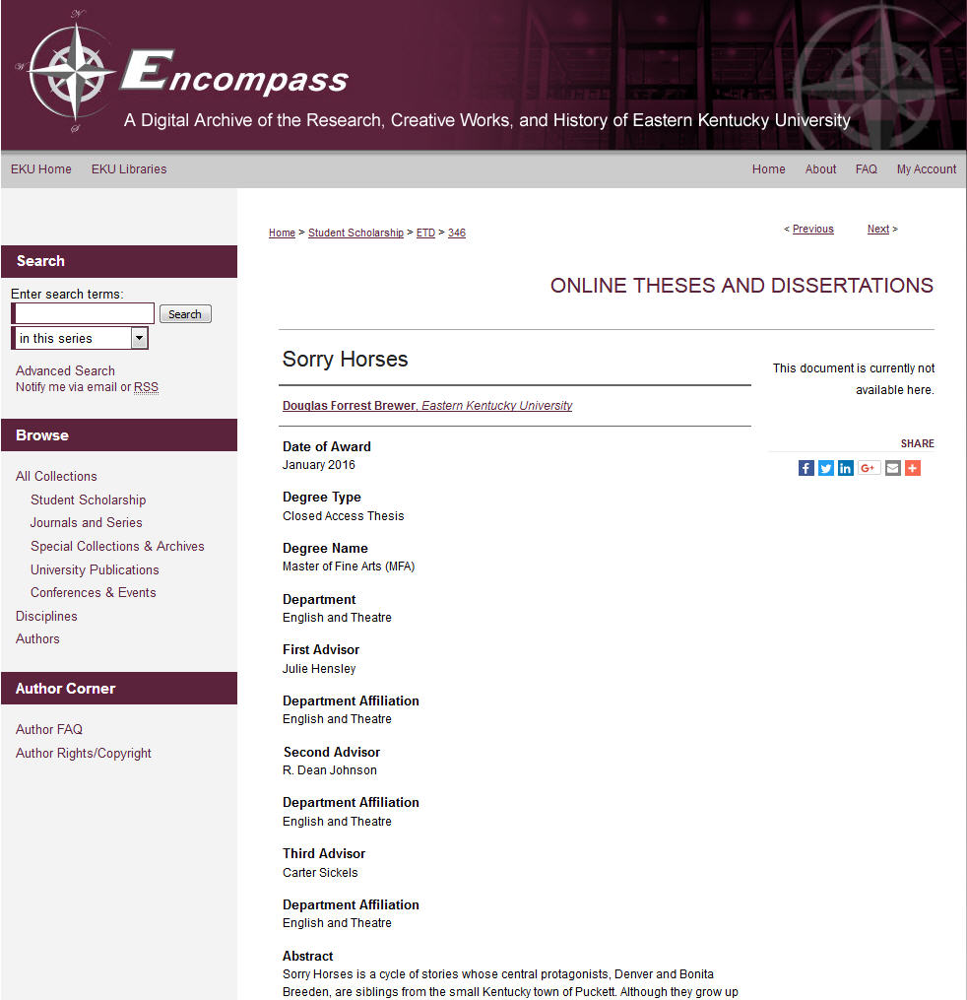 N
W
S
Encompass
A Digital Archive of the Research, Creative Works, and History of Eastern Kentucky University
EKU Home EKU Libraries Home About FAQ My Account
Home > Student Scholarship > ETD > 346 < Previous Next >
ONLINE THESES AND DISSERTATIONS
Search
Enter search terms:
Search
in this series
Advanced Search
Notify me via email or RSS
Browse
All Collections
Student Scholarship
Journals and Series
Special Collections & Archives
University Publications
Conferences & Events
Disciplines
Authors
Author Corner
Author FAQ
Author Rights/Copyright
Sorry Horses
Douglas Forrest Brewer, Eastern Kentucky University
Date of Award
January 2016
Degree Type
Closed Access Thesis
Degree Name
Master of Fine Arts (MFA)
Department
English and Theatre
First Advisor
Julie Hensley
Department Affiliation
English and Theatre
Second Advisor
R. Dean Johnson
Department Affiliation
English and Theatre
Third Advisor
Carter Sickels
Department Affiliation
English and Theatre
Abstract
Sorry Horses is a cycle of stories whose central protagonists, Denver and Bonita
Breeden, are siblings from the small Kentucky town of Puckett. Although they grow up
This document is currently not
available here.
SHARE
f
in
G+
+